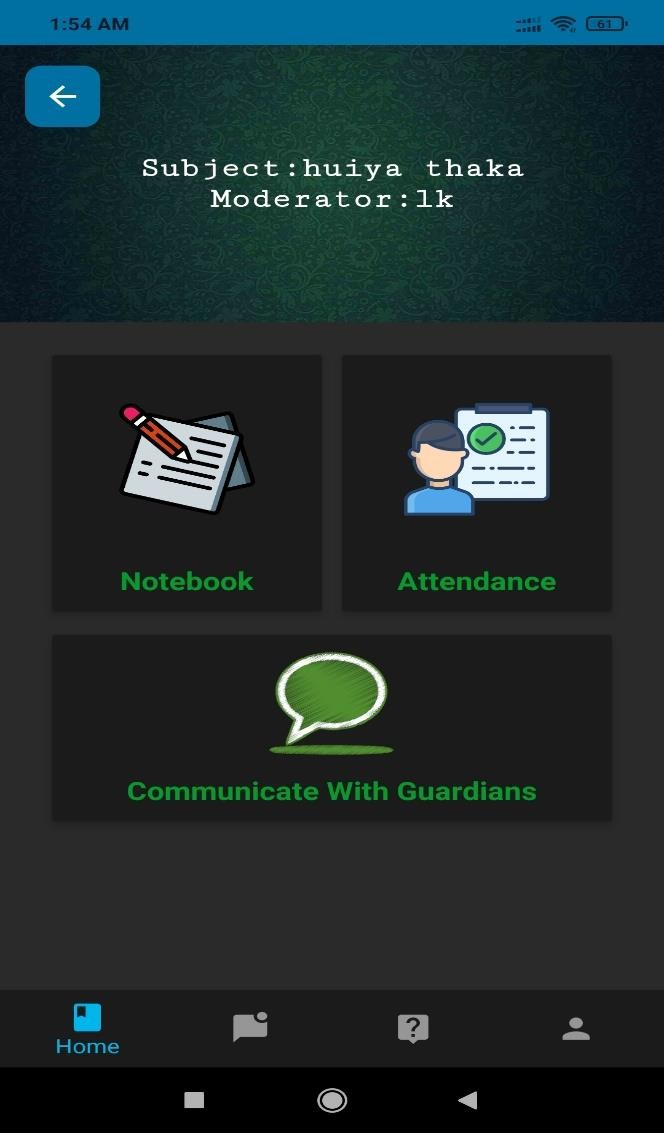 1:54 AM
61
Subject:huiya thaka
Moderator:lk
Notebook
Attendance
Communicate With Guardians
Home